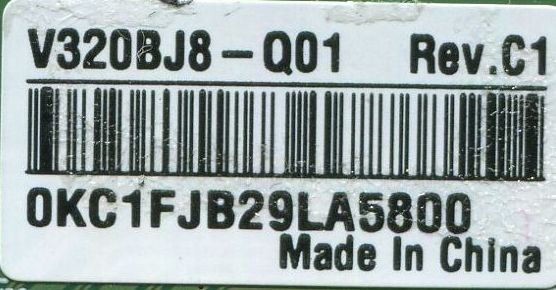 V320BJ8-Q01 Rev.C1
0KC1FJB29LA5800
Made In China